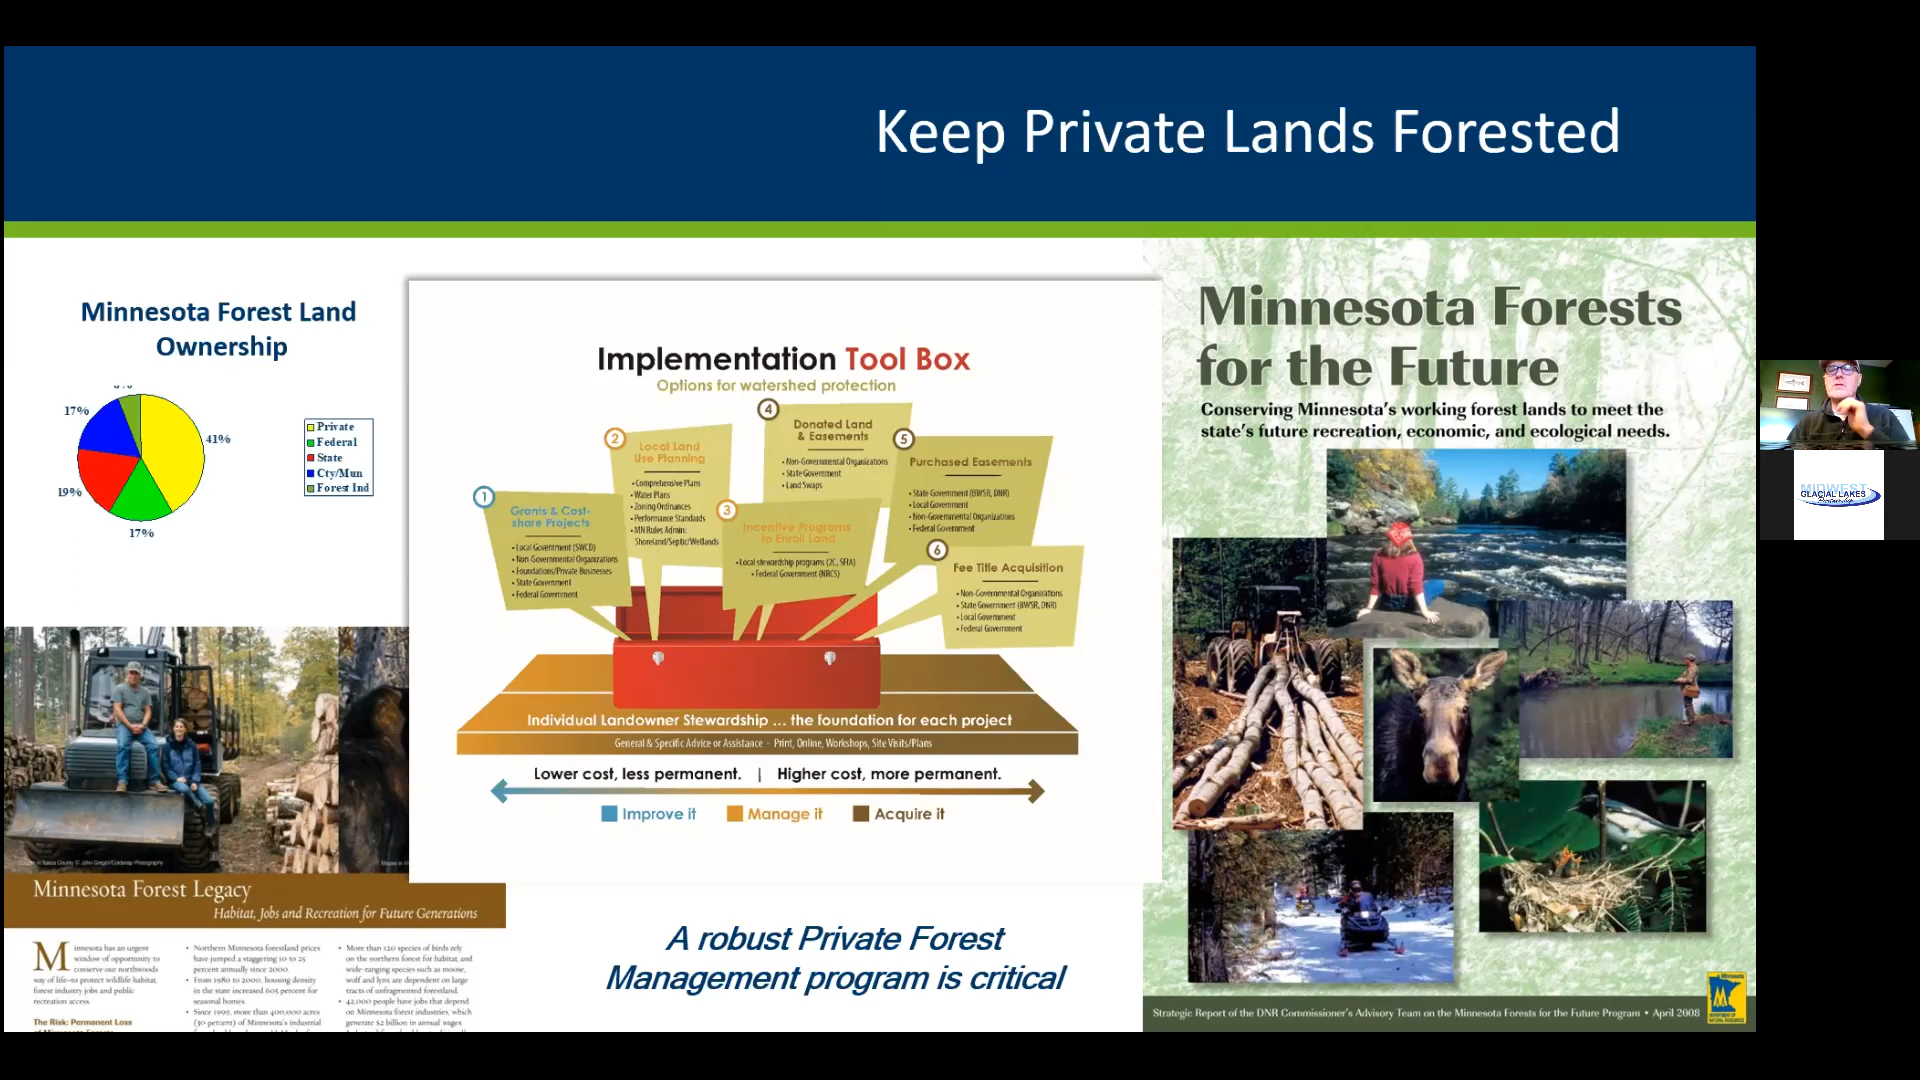 Keep Private Lands Forested
Minnesota Forest Land
Ownership
17%
41%
19%
17%
Private
Federal
State
Cty/Mun
Forest Ind
Implementation Tool Box
Options for watershed protection
1
Grants & Cost-
share Projects
• Local Government (SWCD)
• Non-Governmental Organizations
• Foundations/Private Businesses
• State Government
• Federal Government
2
Local Land
Use Planning
• Comprehensive Plans
• Water Plans
• Zoning Ordinances
• Performance Standards
• MN Rules Admin:
Shoreland/Septic/Wetlands
3
Incentive Programs
to Enroll Land
• Local stewardship programs (2C, SFIA)
• Federal Government (NRCS)
4
Donated Land
& Easements
• Non-Governmental Organizations
• State Government
• Land Swaps
5
Purchased Easements
• State Government (BWSR, DNR)
• Local Government
• Non-Governmental Organizations
• Federal Government
6
Fee Title Acquisition
• Non-Governmental Organizations
• State Government (BWSR, DNR)
• Local Government
• Federal Government
Individual Landowner Stewardship ... the foundation for each project
General & Specific Advice or Assistance - Print, Online, Workshops, Site Visits/Plans
Lower cost, less permanent. | Higher cost, more permanent.
Improve it
Manage it
Acquire it
Minnesota Forest Legacy
Habitat, Jobs and Recreation for Future Generations
Minnesota has an urgent
window of opportunity to
conserve our northwoods
way of life–to protect wildlife habitat,
forest industry jobs and public
recreation access.
The Risk: Permanent Loss
• Northern Minnesota forestland prices
have jumped a staggering 10 to 25
percent annually since 2000.
• From 1980 to 2000, housing density
in the state increased 605 percent for
seasonal homes.
• Since 1999, more than 400,000 acres
(30 percent) of Minnesota's industrial
• More than 120 species of birds rely
on the northern forest for habitat, and
wide-ranging species such as moose,
wolf and lynx are dependent on large
tracts of unfragmented forestland.
• 42,000 people have jobs that depend
on Minnesota forest industries, which
generate $2 billion in annual wages.
A robust Private Forest
Management program is critical
Minnesota Forests
for the Future
Conserving Minnesota's working forest lands to meet the
state's future recreation, economic, and ecological needs.
Strategic Report of the DNR Commissioner's Advisory Team on the Minnesota Forests for the Future Program • April 2008
MIDWEST
GLACIAL LAKES
Partnership